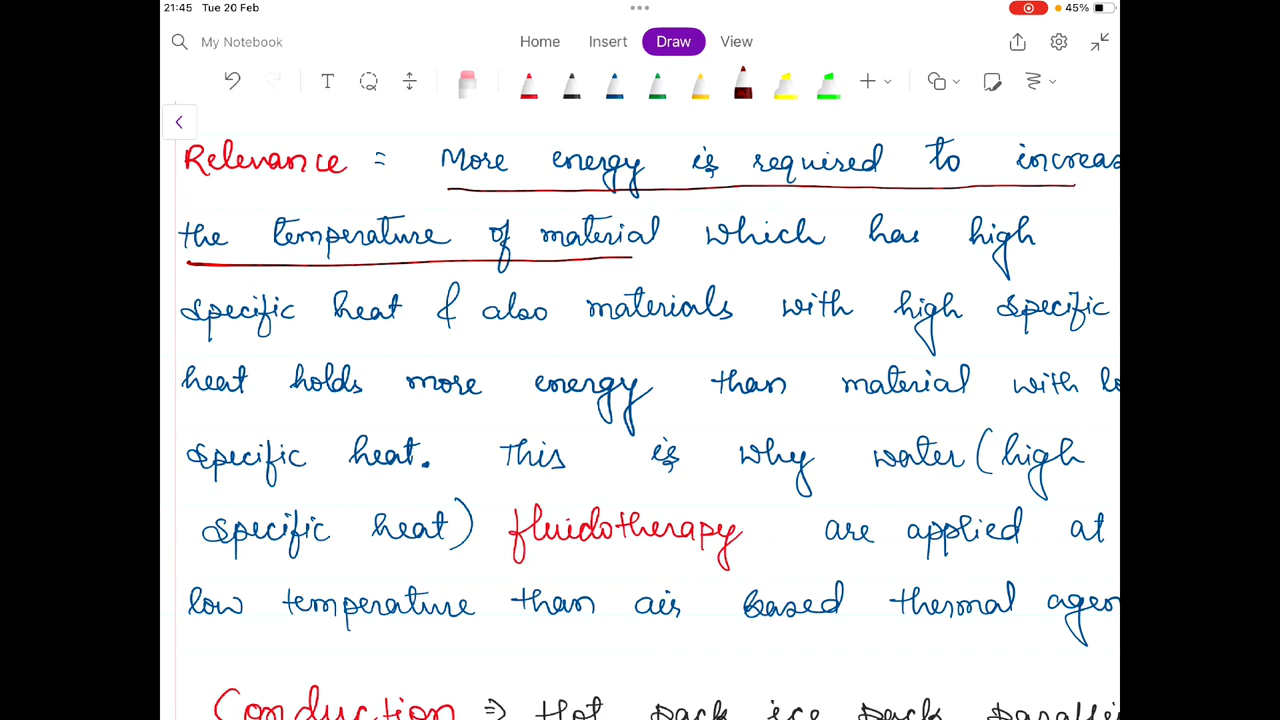 21:45 Tue 20 Feb 45%
My Notebook Home Insert Draw View
Relevance = More energy is required to increas
the temperature of material which has high
specific heat & also materials with high specific
heat holds more energy than material with lo
specific heat. This is why water (high
specific heat) fluidotherapy are applied at
low temperature than air based thermal agen
Conduction ⇒ Hot pack ice pack paraffi